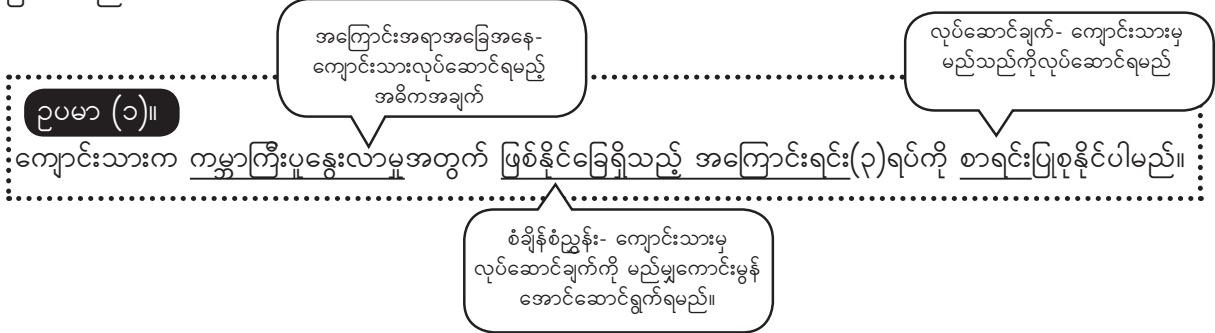 အကြောင်းအရာအခြေအနေ-
ကျောင်းသားလုပ်ဆောင်ရမည့်
အဓိကအချက်
လုပ်ဆောင်ချက်- ကျောင်းသားမှ
မည်သည်ကိုလုပ်ဆောင်ရမည်
ဥပမာ (၁)။
ကျောင်းသားက ကမ္ဘာကြီးပူနွေးလာမှုအတွက် ဖြစ်နိုင်ခြေရှိသည့် အကြောင်းရင်း(၃)ရပ်ကို စာရင်းပြုစုနိုင်ပါမည်။
စံချိန်စံညွှန်း- ကျောင်းသားမှ
လုပ်ဆောင်ချက်ကို မည်မျှကောင်းမွန်
အောင်ဆောင်ရွက်ရမည်။